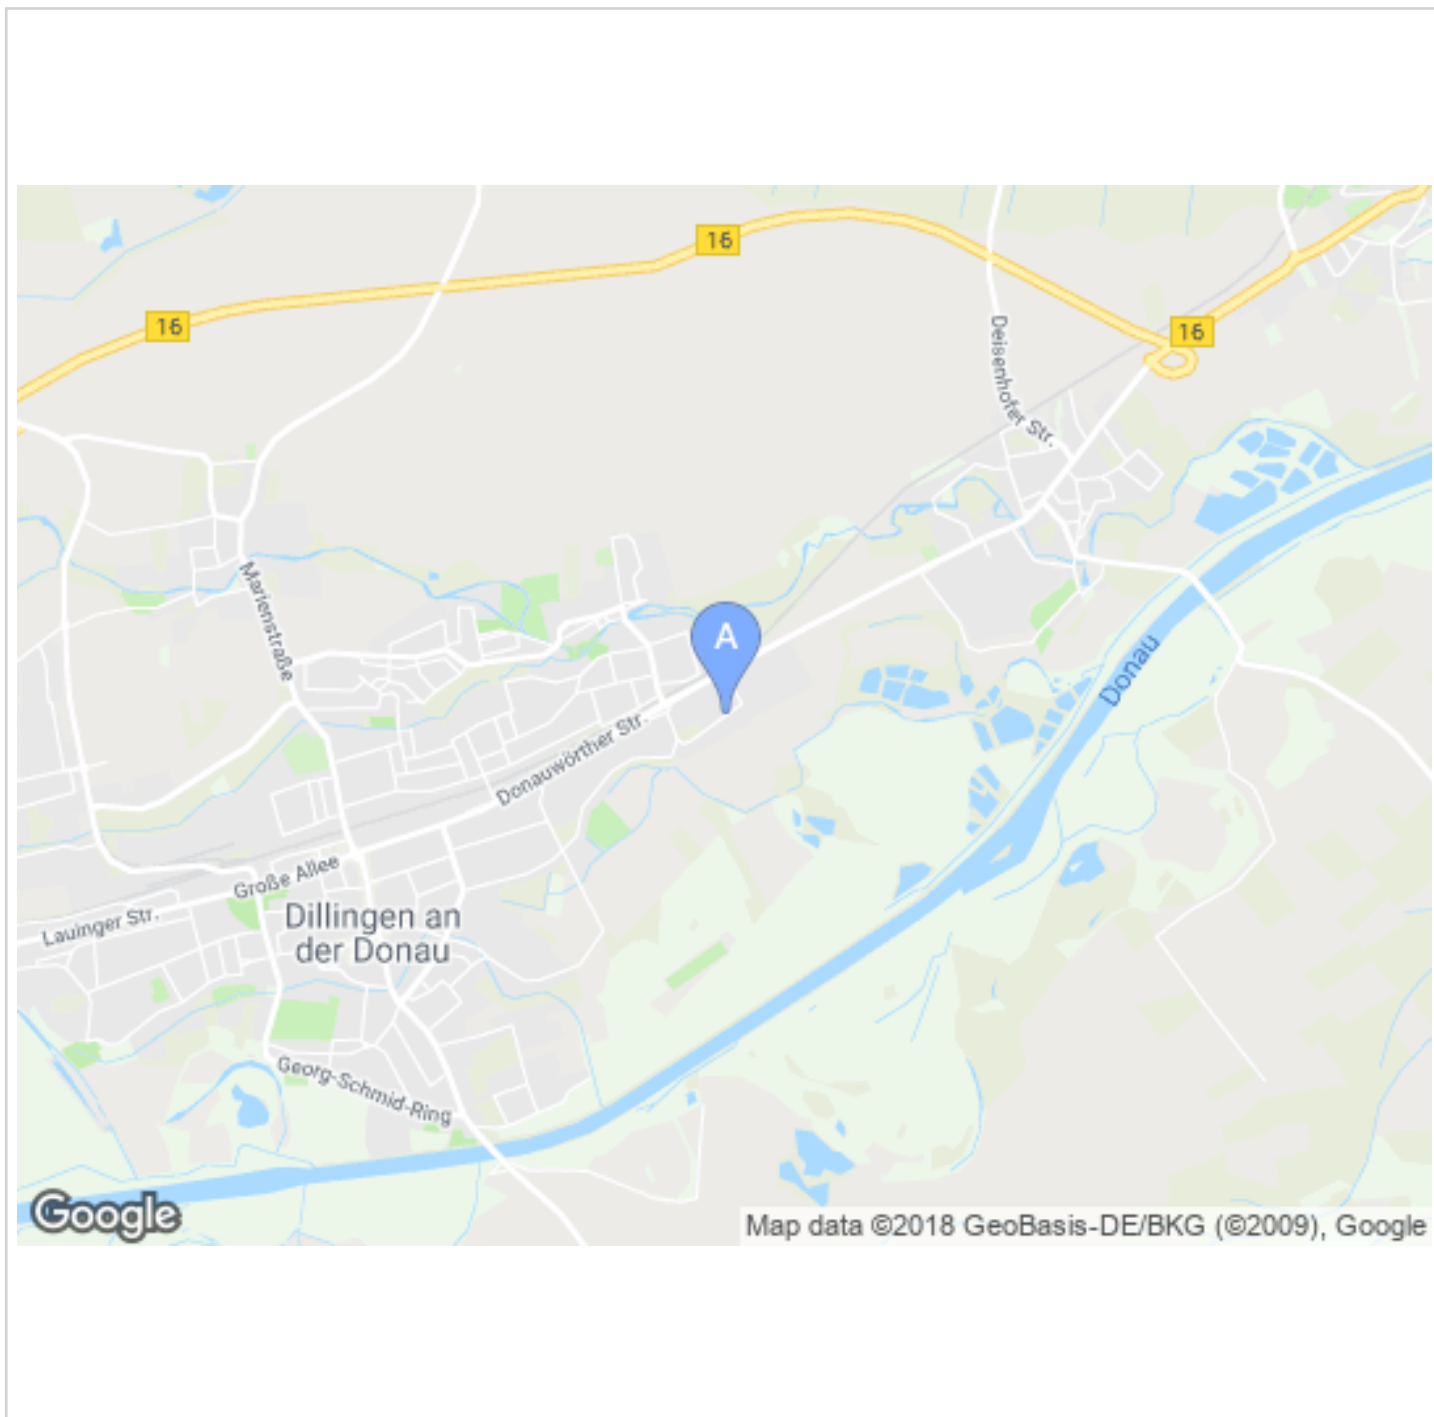 16
16
16
Deisenhofer Str.
Marienstraße
A
Donau
Donauwörther Str.
Große Allee
Lauinger Str.
Dillingen an
der Donau
Georg-Schmid-Ring
Google
Map data ©2018 GeoBasis-DE/BKG (©2009), Google